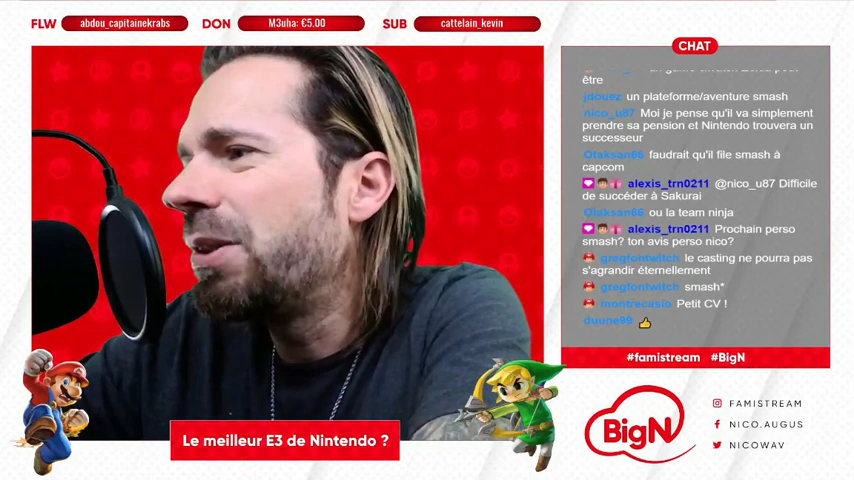 FLW abdou_capitainekrabs DON M3uha: €5.00 SUB cattelain_kevin
CHAT
être
jdouez un plateforme/aventure smash
nico_u87 Moi je pense qu'il va simplement
prendre sa pension et Nintendo trouvera un
successeur
Otaksan66 faudrait qu'il file smash à
capcom
alexis_trn0211 @nico_u87 Difficile
de succéder à Sakurai
Otaksan66 ou la team ninja
alexis_trn0211 Prochain perso
smash? ton avis perso nico?
gregfontwitch le casting ne pourra pas
s'agrandir éternellement
gregfontwitch smash*
montrecasio Petit CV !
duune99 👍
#famistream #BigN
Le meilleur E3 de Nintendo ?
BigN
FAMISTREAM
NICO.AUGUS
NICOWAV